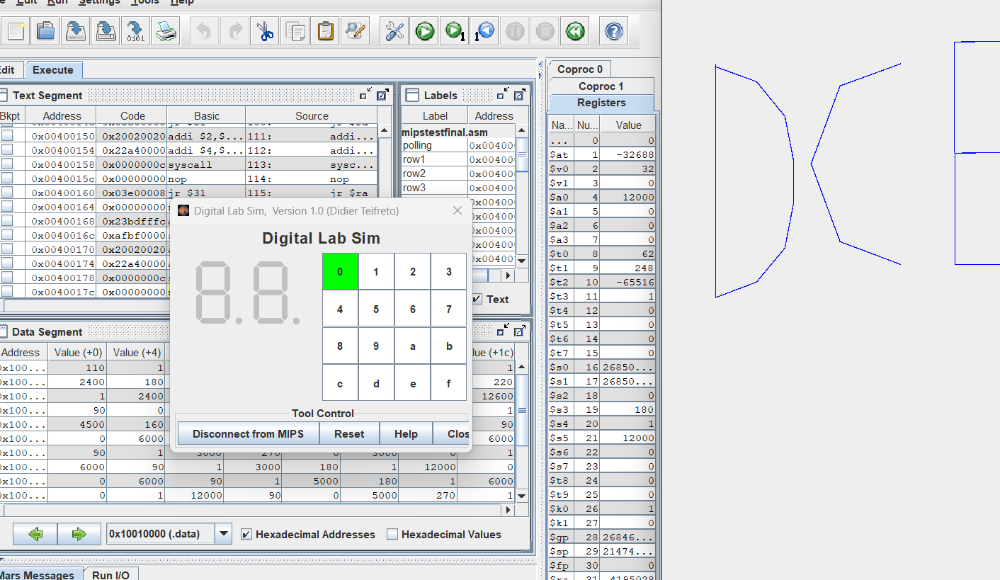 Edit Run Settings Tools Help
Edit Execute
Text Segment
Bkpt Address Code Basic Source
0x00400150 0x20020020 addi $2,$... 111: addi...
0x00400154 0x22a40000 addi $4,$... 112: addi...
0x00400158 0x0000000c syscall 113: sysc...
0x0040015c 0x00000000 nop 114: nop
0x00400160 0x03e00008 jr $31 115: jr $ra
0x00400164 0x00000000
0x00400168 0x23bdfffc
0x0040016c 0xafbf0000
0x00400170 0x20020020
0x00400174 0x22a40000
0x00400178 0x0000000c
0x0040017c 0x00000000
Labels
Label Address
mipstestfinal.asm
polling 0x00400
row1 0x00400
row2 0x00400
row3 0x00400
0x00400
0x00400
0x00400
0x00400
0x00400
Text
Digital Lab Sim, Version 1.0 (Didier Teifreto)
Digital Lab Sim
8.8.
0 1 2 3
4 5 6 7
8 9 a b
c d e f
Tool Control
Disconnect from MIPS Reset Help Clos
Data Segment
Address Value (+0) Value (+4) lue (+1c)
0x100... 110 1 1
0x100... 2400 180 220
0x100... 1 2400 12600
0x100... 90 0 1
0x100... 4500 160 90
0x100... 0 6000 6000
0x100... 90 1 3000 270 0 3000 0 1
0x100... 6000 90 1 3000 180 1 12000 0
0x100... 0 6000 90 1 5000 180 1 6000
0x100... 0 1 12000 90 0 5000 270 1
0x10010000 (.data) Hexadecimal Addresses Hexadecimal Values
Mars Messages Run I/O
Coproc 0
Coproc 1
Registers
Na... Nu... Value
... 0 0
$at 1 -32688
$v0 2 32
$v1 3 0
$a0 4 12000
$a1 5 0
$a2 6 0
$a3 7 0
$t0 8 62
$t1 9 248
$t2 10 -65516
$t3 11 1
$t4 12 0
$t5 13 0
$t6 14 0
$t7 15 0
$s0 16 26850...
$s1 17 26850...
$s2 18 0
$s3 19 180
$s4 20 1
$s5 21 12000
$s6 22 0
$s7 23 0
$t8 24 0
$t9 25 0
$k0 26 1
$k1 27 0
$gp 28 26846...
$sp 29 21474...
$fp 30 0
$ra 31 4195028